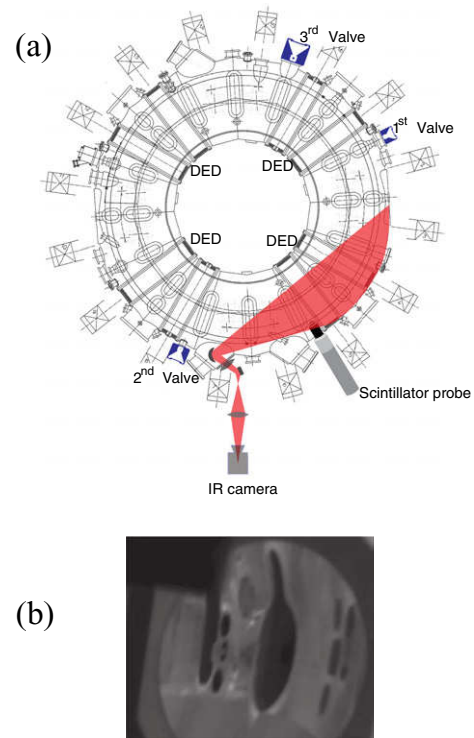 (a)
3rd Valve
1st Valve
DED
DED
DED
DED
2nd Valve
Scintillator probe
IR camera
(b)